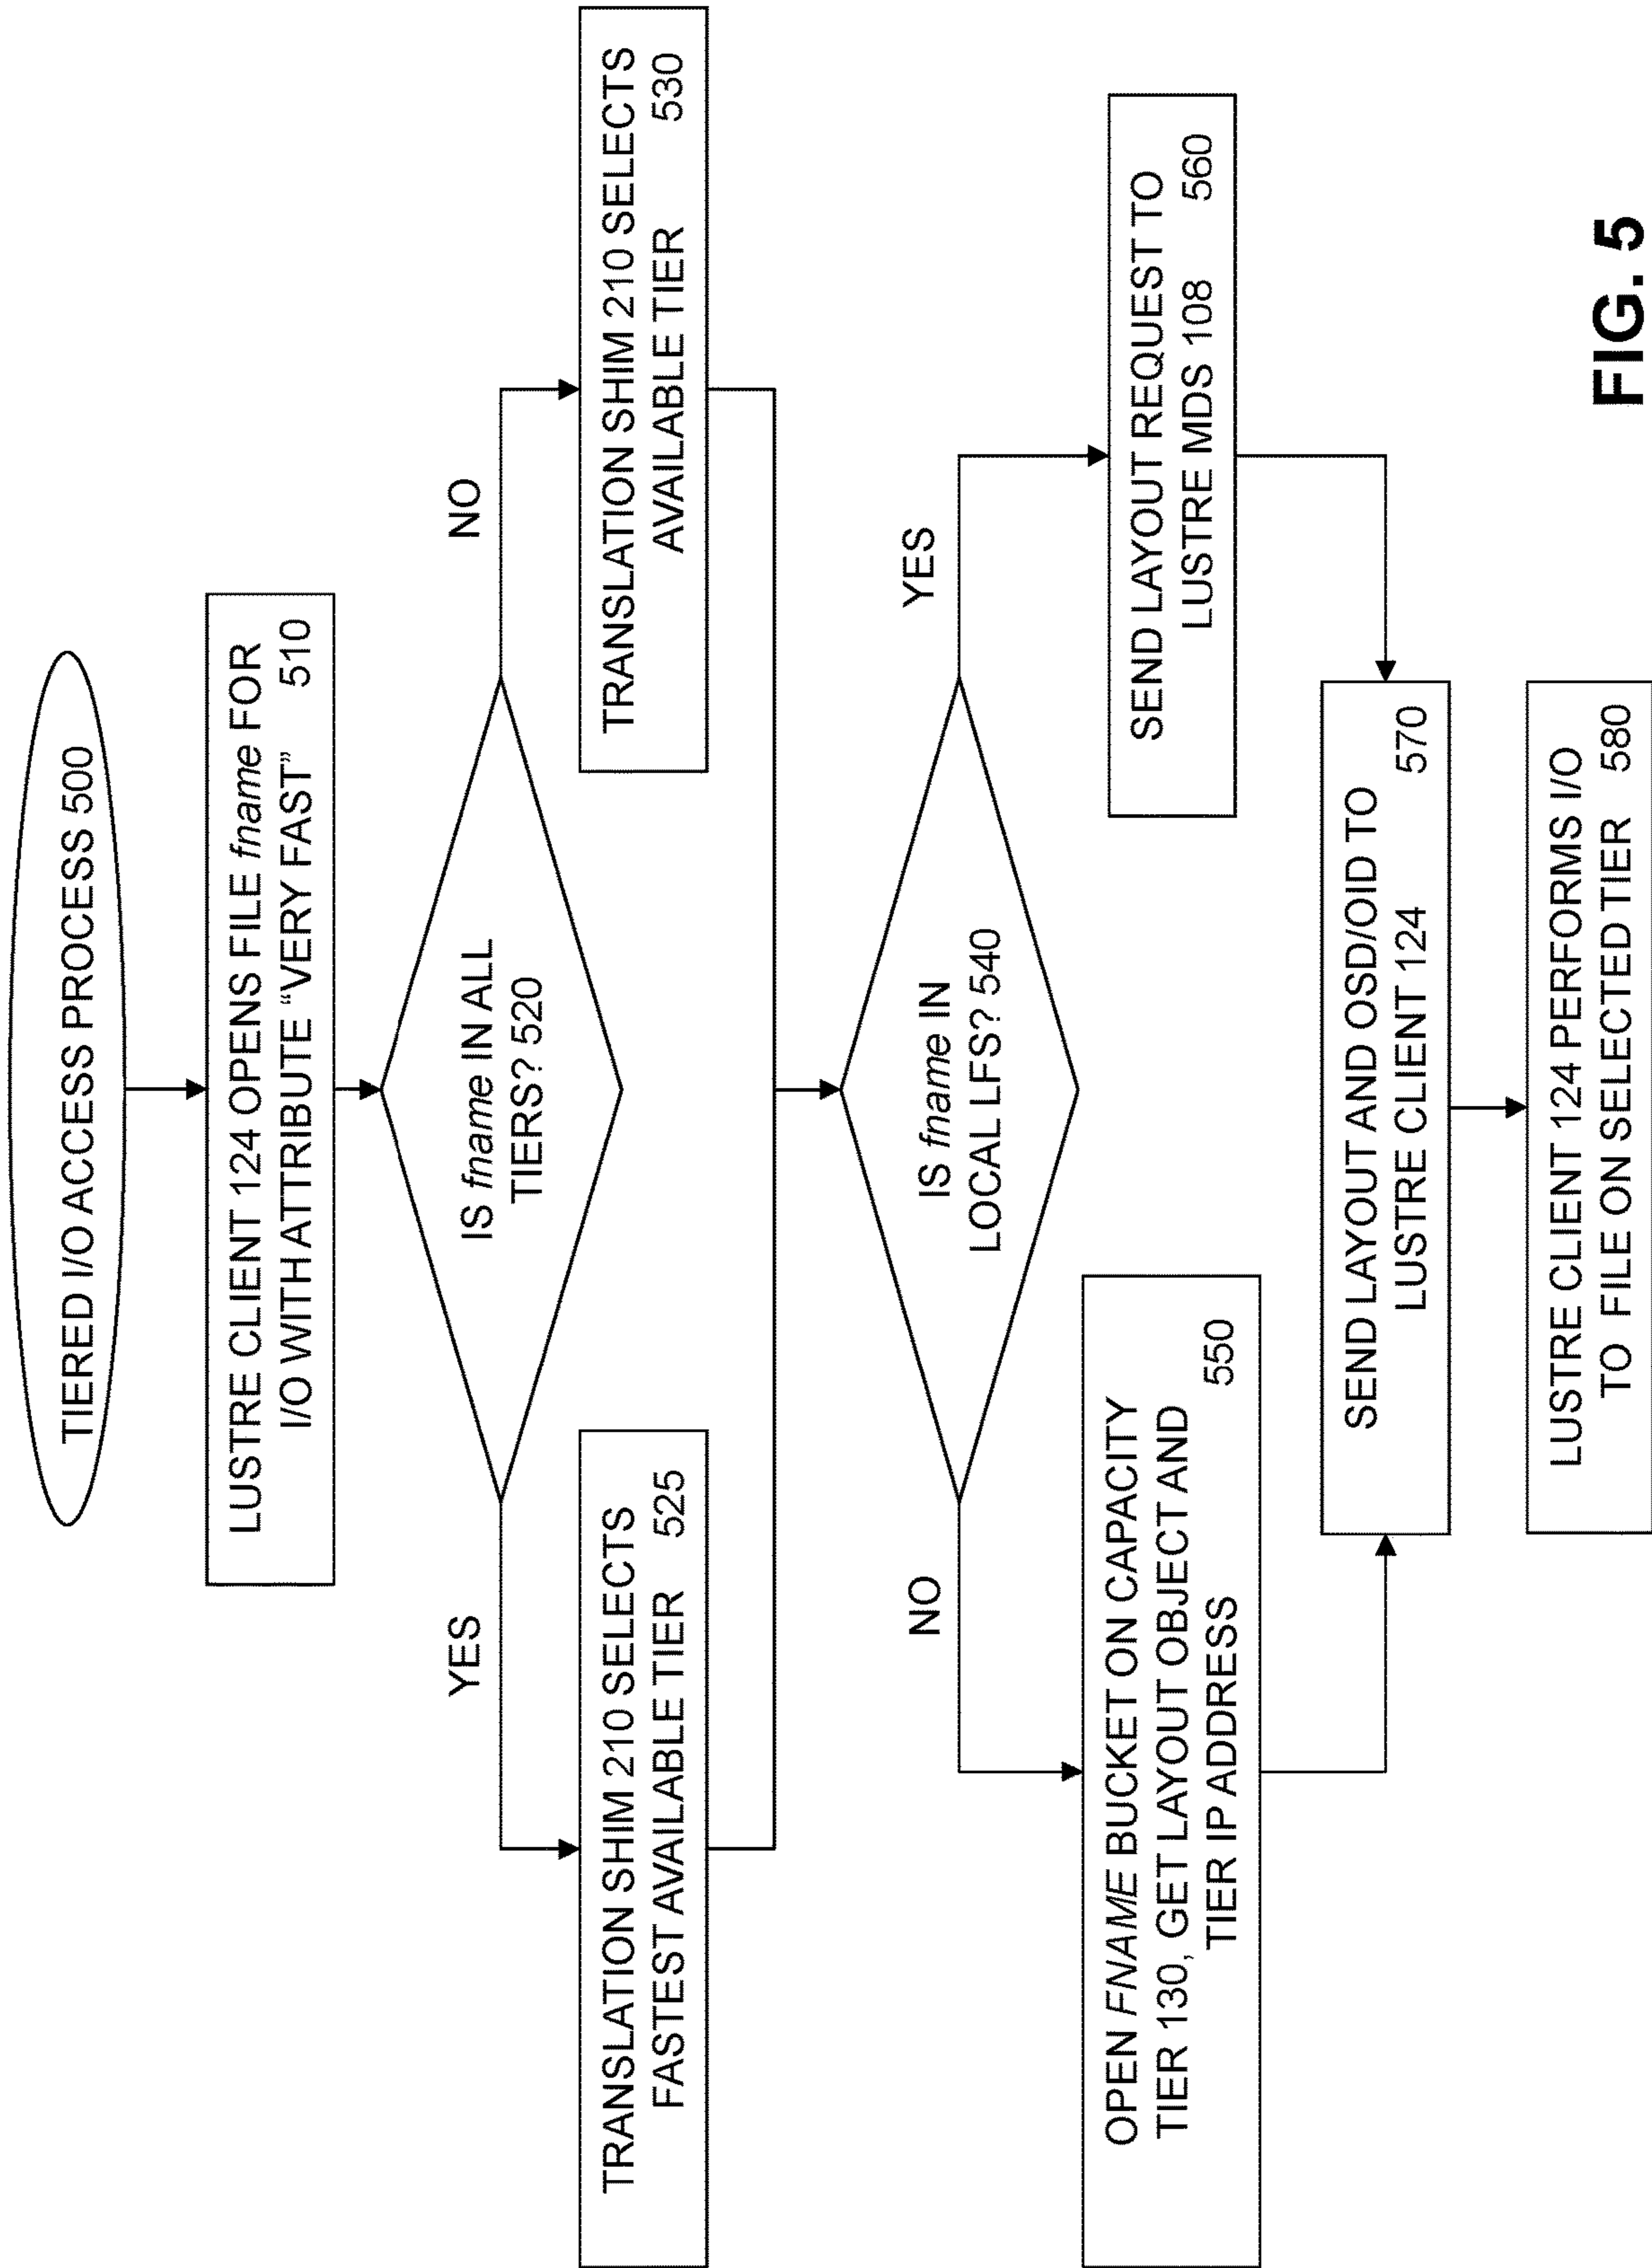 TIERED I/O ACCESS PROCESS 500
LUSTRE CLIENT 124 OPENS FILE fname FOR
I/O WITH ATTRIBUTE “VERY FAST” 510
IS fname IN ALL
TIERS? 520
YES
NO
TRANSLATION SHIM 210 SELECTS
FASTEST AVAILABLE TIER 525
TRANSLATION SHIM 210 SELECTS
AVAILABLE TIER 530
IS fname IN
LOCAL LFS? 540
NO
YES
OPEN FNAME BUCKET ON CAPACITY
TIER 130, GET LAYOUT OBJECT AND
TIER IP ADDRESS 550
SEND LAYOUT REQUEST TO
LUSTRE MDS 108 560
SEND LAYOUT AND OSD/OID TO
LUSTRE CLIENT 124 570
LUSTRE CLIENT 124 PERFORMS I/O
TO FILE ON SELECTED TIER 580
FIG. 5